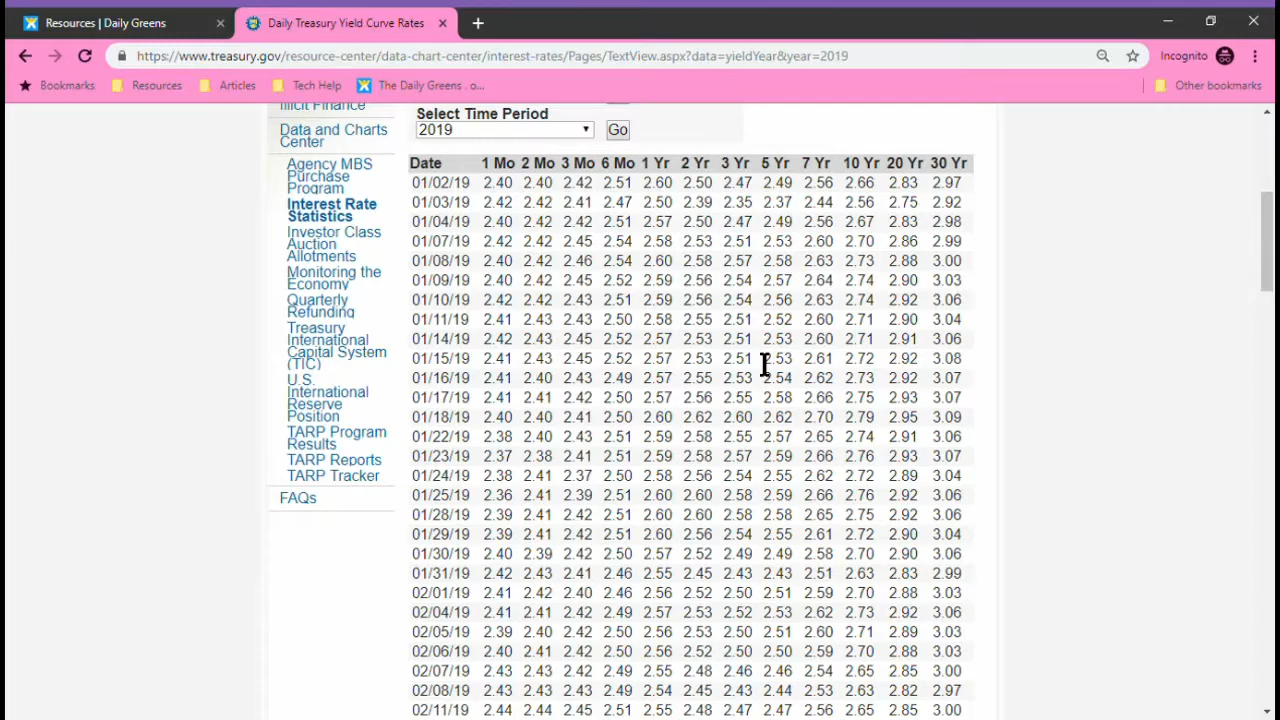 Resources | Daily Greens
Daily Treasury Yield Curve Rates
https://www.treasury.gov/resource-center/data-chart-center/interest-rates/Pages/TextView.aspx?data=yieldYear&year=2019
Incognito
Bookmarks Resources Articles Tech Help The Daily Greens . o... Other bookmarks
Illicit Finance
Data and Charts
Center
Agency MBS
Purchase
Program
Interest Rate
Statistics
Investor Class
Auction
Allotments
Monitoring the
Economy
Quarterly
Refunding
Treasury
International
Capital System
(TIC)
U.S.
International
Reserve
Position
TARP Program
Results
TARP Reports
TARP Tracker
FAQs
Select Time Period
2019 Go
Date 1 Mo 2 Mo 3 Mo 6 Mo 1 Yr 2 Yr 3 Yr 5 Yr 7 Yr 10 Yr 20 Yr 30 Yr
01/02/19 2.40 2.40 2.42 2.51 2.60 2.50 2.47 2.49 2.56 2.66 2.83 2.97
01/03/19 2.42 2.42 2.41 2.47 2.50 2.39 2.35 2.37 2.44 2.56 2.75 2.92
01/04/19 2.40 2.42 2.42 2.51 2.57 2.50 2.47 2.49 2.56 2.67 2.83 2.98
01/07/19 2.42 2.42 2.45 2.54 2.58 2.53 2.51 2.53 2.60 2.70 2.86 2.99
01/08/19 2.40 2.42 2.46 2.54 2.60 2.58 2.57 2.58 2.63 2.73 2.88 3.00
01/09/19 2.40 2.42 2.45 2.52 2.59 2.56 2.54 2.57 2.64 2.74 2.90 3.03
01/10/19 2.42 2.42 2.43 2.51 2.59 2.56 2.54 2.56 2.63 2.74 2.92 3.06
01/11/19 2.41 2.43 2.43 2.50 2.58 2.55 2.51 2.52 2.60 2.71 2.90 3.04
01/14/19 2.42 2.43 2.45 2.52 2.57 2.53 2.51 2.53 2.60 2.71 2.91 3.06
01/15/19 2.41 2.43 2.45 2.52 2.57 2.53 2.51 2.53 2.61 2.72 2.92 3.08
01/16/19 2.41 2.40 2.43 2.49 2.57 2.55 2.53 2.54 2.62 2.73 2.92 3.07
01/17/19 2.41 2.41 2.42 2.50 2.57 2.56 2.55 2.58 2.66 2.75 2.93 3.07
01/18/19 2.40 2.40 2.41 2.50 2.60 2.62 2.60 2.62 2.70 2.79 2.95 3.09
01/22/19 2.38 2.40 2.43 2.51 2.59 2.58 2.55 2.57 2.65 2.74 2.91 3.06
01/23/19 2.37 2.38 2.41 2.51 2.59 2.58 2.57 2.59 2.66 2.76 2.93 3.07
01/24/19 2.38 2.41 2.37 2.50 2.58 2.56 2.54 2.55 2.62 2.72 2.89 3.04
01/25/19 2.36 2.41 2.39 2.51 2.60 2.60 2.58 2.59 2.66 2.76 2.92 3.06
01/28/19 2.39 2.41 2.42 2.51 2.60 2.60 2.58 2.58 2.65 2.75 2.92 3.06
01/29/19 2.39 2.41 2.42 2.51 2.60 2.56 2.54 2.55 2.61 2.72 2.90 3.04
01/30/19 2.40 2.39 2.42 2.50 2.57 2.52 2.49 2.49 2.58 2.70 2.90 3.06
01/31/19 2.42 2.43 2.41 2.46 2.55 2.45 2.43 2.43 2.51 2.63 2.83 2.99
02/01/19 2.41 2.42 2.40 2.46 2.56 2.52 2.50 2.51 2.59 2.70 2.88 3.03
02/04/19 2.41 2.41 2.42 2.49 2.57 2.53 2.52 2.53 2.62 2.73 2.92 3.06
02/05/19 2.39 2.40 2.42 2.50 2.56 2.53 2.50 2.51 2.60 2.71 2.89 3.03
02/06/19 2.40 2.41 2.42 2.50 2.56 2.52 2.50 2.50 2.59 2.70 2.88 3.03
02/07/19 2.43 2.43 2.42 2.49 2.55 2.48 2.46 2.46 2.54 2.65 2.85 3.00
02/08/19 2.43 2.43 2.43 2.49 2.54 2.45 2.43 2.44 2.53 2.63 2.82 2.97
02/11/19 2.44 2.44 2.45 2.51 2.55 2.48 2.47 2.47 2.56 2.65 2.85 3.00